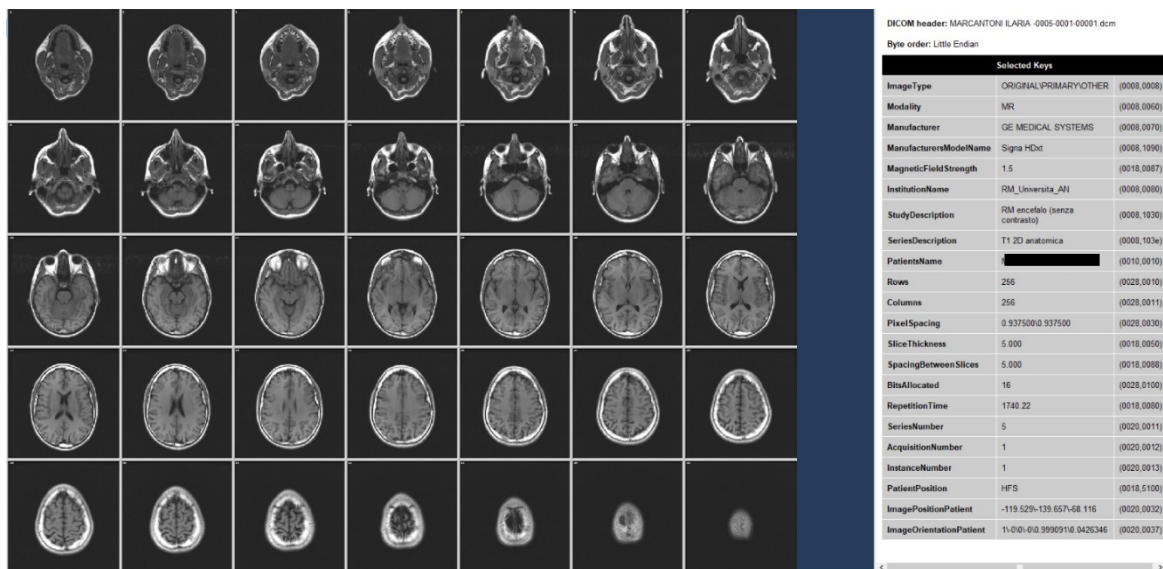 DICOM header: MARCANTONI ILARIA -0005-0001-00001.dcm
Byte order: Little Endian
Selected Keys
ImageType ORIGINAL\PRIMARY\OTHER (0008,0008)
Modality MR (0008,0060)
Manufacturer GE MEDICAL SYSTEMS (0008,0070)
ManufacturersModelName Signa HDxt (0008,1090)
MagneticFieldStrength 1.5 (0018,0087)
InstitutionName RM_Universita_AN (0008,0080)
StudyDescription RM encefalo (senza contrasto) (0008,1030)
SeriesDescription T1 2D anatomica (0008,103e)
PatientsName (0010,0010)
Rows 256 (0028,0010)
Columns 256 (0028,0011)
PixelSpacing 0.937500\0.937500 (0028,0030)
SliceThickness 5.000 (0018,0050)
SpacingBetweenSlices 5.000 (0018,0088)
BitsAllocated 16 (0028,0100)
RepetitionTime 1740.22 (0018,0080)
SeriesNumber 5 (0020,0011)
AcquisitionNumber 1 (0020,0012)
InstanceNumber 1 (0020,0013)
PatientPosition HFS (0018,5100)
ImagePositionPatient -119.529\-139.657\-68.116 (0020,0032)
ImageOrientationPatient 1\-0\0\-0\0.999091\0.0426346 (0020,0037)